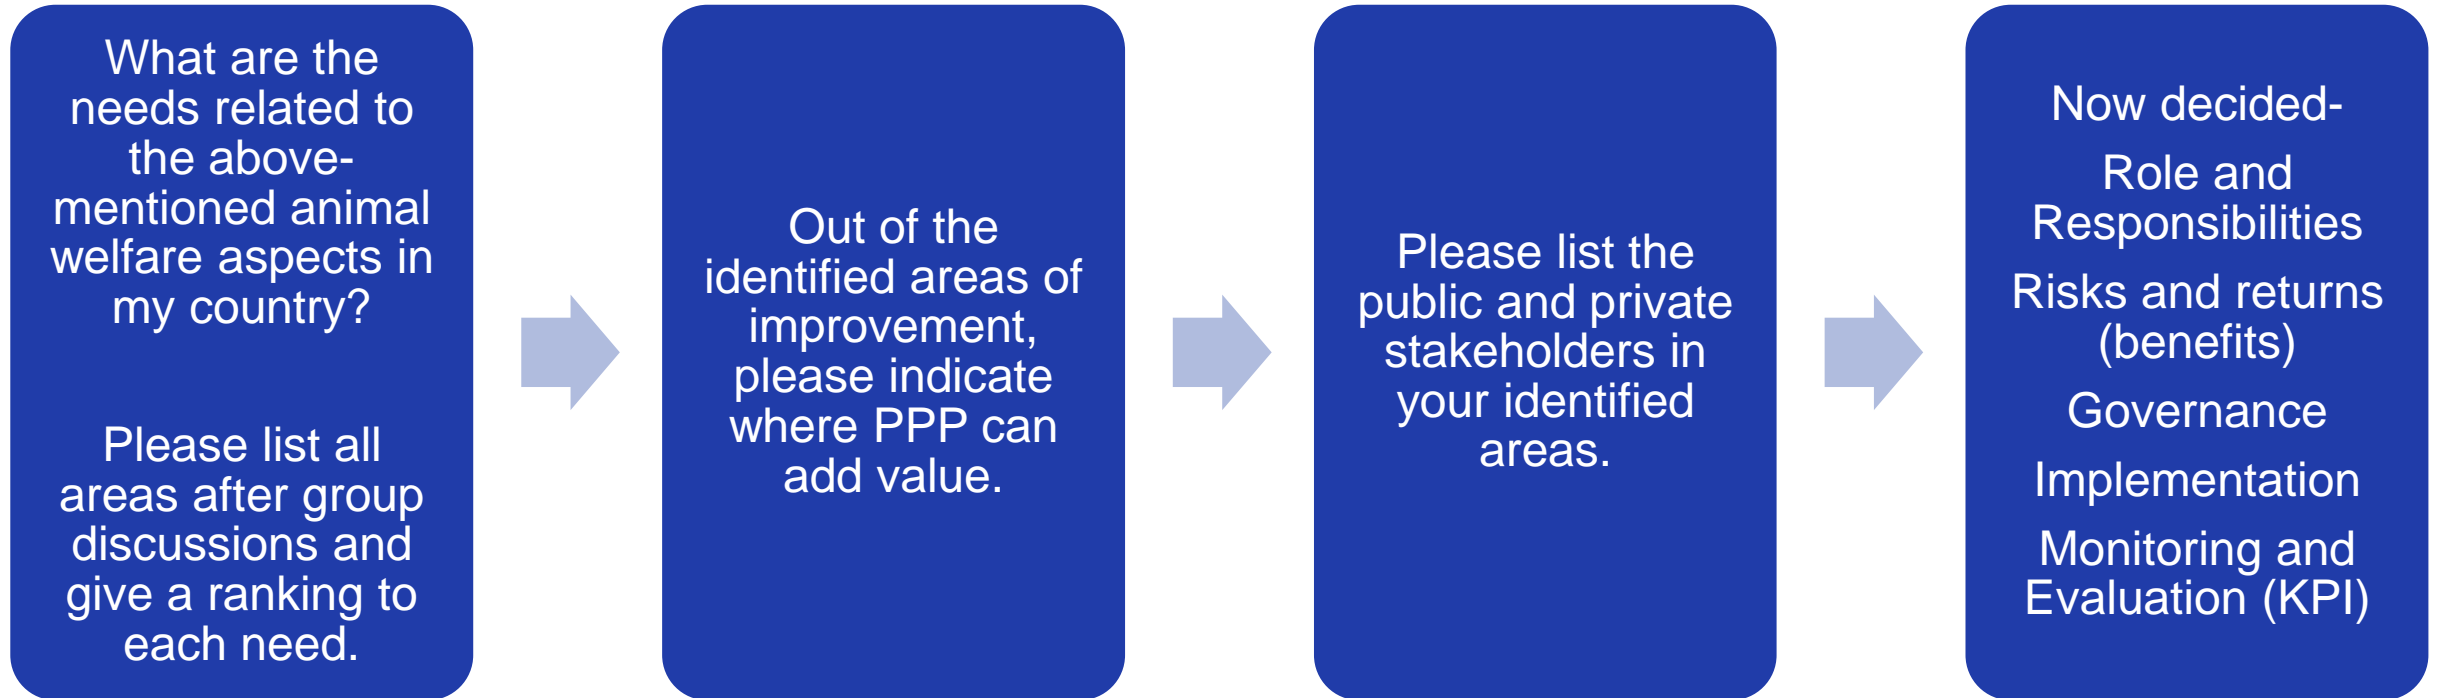 What are the
needs related to
the above-
mentioned animal
welfare aspects in
my country?
Please list all
areas after group
discussions and
give a ranking to
each need.
Out of the
identified areas of
improvement,
please indicate
where PPP can
add value.
Please list the
public and private
stakeholders in
your identified
areas.
Now decided-
Role and
Responsibilities
Risks and returns
(benefits)
Governance
Implementation
Monitoring and
Evaluation (KPI)